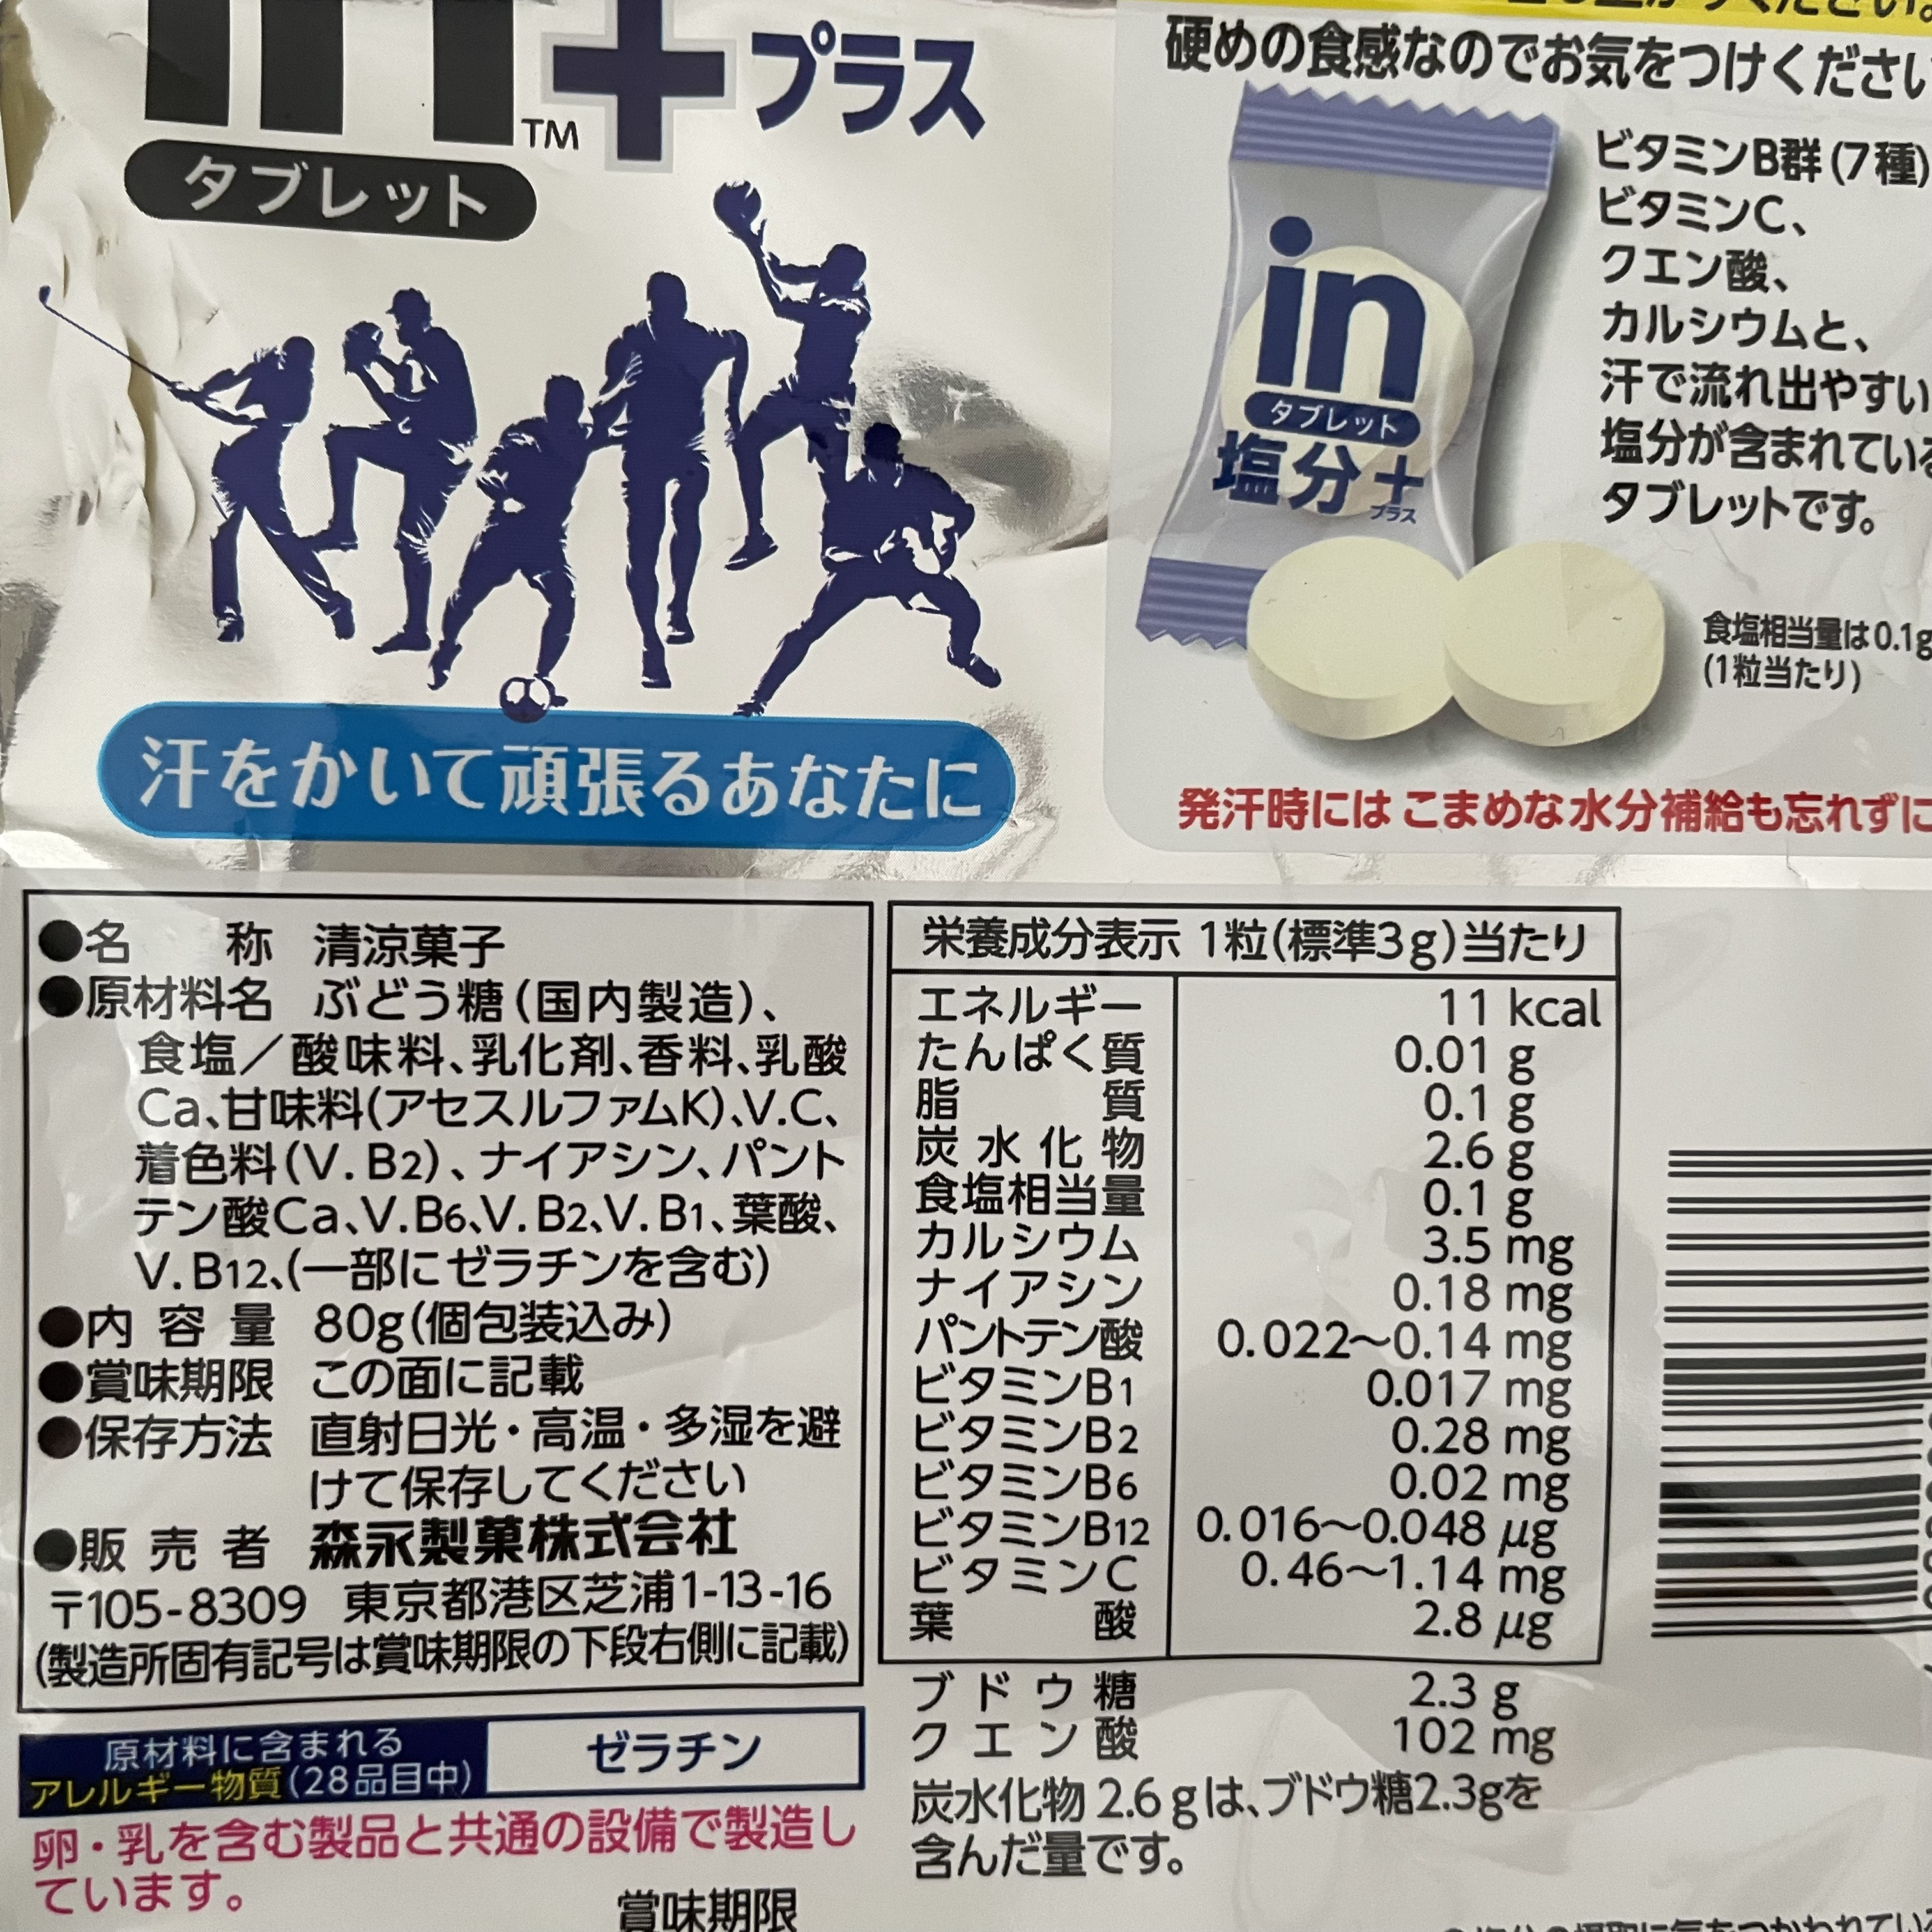 in+プラス
TM
タブレット
汗をかいて頑張るあなたに
硬めの食感なのでお気をつけください
in
タブレット
塩分+
プラス
ビタミンB群(7種)
ビタミンC、
クエン酸、
カルシウムと、
汗で流れ出やすい
塩分が含まれている
タブレットです。
食塩相当量は0.1g
(1粒当たり)
発汗時にはこまめな水分補給も忘れずに
●名 称 清涼菓子
●原材料名 ぶどう糖(国内製造)、
食塩/酸味料、乳化剤、香料、乳酸
Ca、甘味料(アセスルファムK)、V.C、
着色料(V.B2)、ナイアシン、パント
テン酸Ca、V.B6、V.B2、V.B1、葉酸、
V.B12、(一部にゼラチンを含む)
●内容量 80g(個包装込み)
●賞味期限 この面に記載
●保存方法 直射日光・高温・多湿を避
けて保存してください
●販売者 森永製菓株式会社
〒105-8309 東京都港区芝浦1-13-16
(製造所固有記号は賞味期限の下段右側に記載)
原材料に含まれる
アレルギー物質(28品目中)
ゼラチン
卵・乳を含む製品と共通の設備で製造し
ています。
賞味期限
栄養成分表示 1粒(標準3g)当たり
エネルギー 11 kcal
たんぱく質 0.01 g
脂質 0.1 g
炭水化物 2.6 g
食塩相当量 0.1 g
カルシウム 3.5 mg
ナイアシン 0.18 mg
パントテン酸 0.022〜0.14 mg
ビタミンB1 0.017 mg
ビタミンB2 0.28 mg
ビタミンB6 0.02 mg
ビタミンB12 0.016〜0.048 μg
ビタミンC 0.46〜1.14 mg
葉酸 2.8 μg
ブドウ糖 2.3 g
クエン酸 102 mg
炭水化物2.6gは、ブドウ糖2.3gを
含んだ量です。